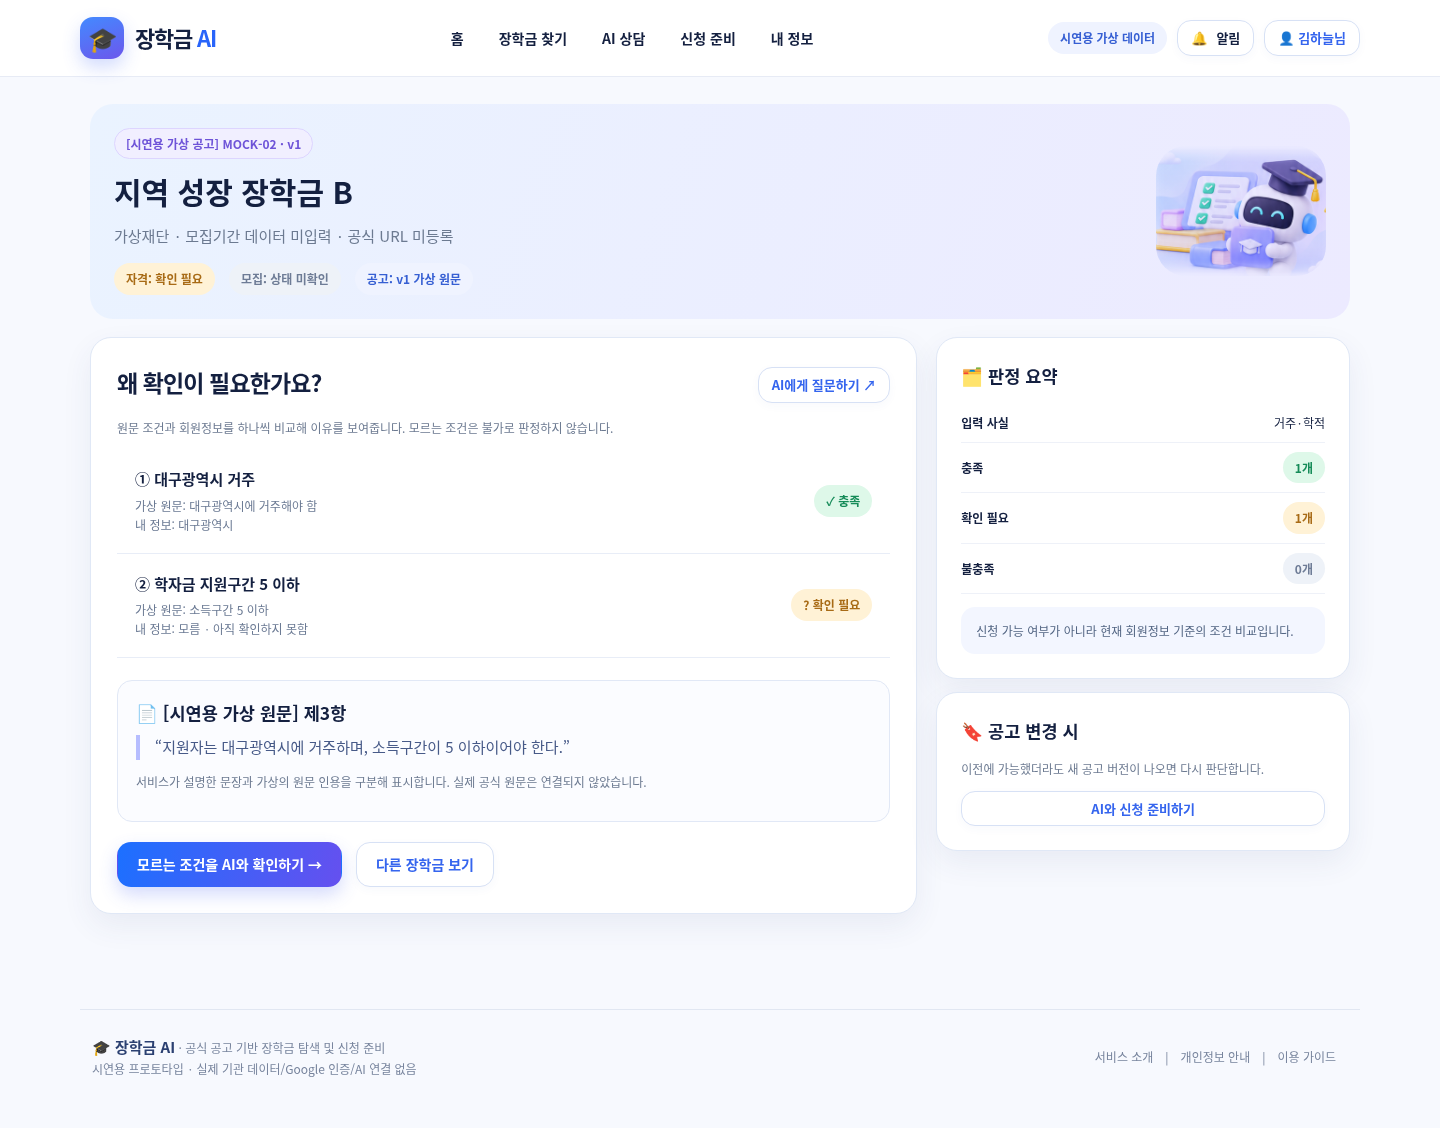 🎓 장학금 AI
홈 장학금 찾기 AI 상담 신청 준비 내 정보
시연용 가상 데이터
🔔 알림
👤 김하늘님
[시연용 가상 공고] MOCK-02 · v1
지역 성장 장학금 B
가상재단 · 모집기간 데이터 미입력 · 공식 URL 미등록
자격: 확인 필요 모집: 상태 미확인 공고: v1 가상 원문
왜 확인이 필요한가요?
AI에게 질문하기 ↗
원문 조건과 회원정보를 하나씩 비교해 이유를 보여줍니다. 모르는 조건은 불가로 판정하지 않습니다.
① 대구광역시 거주
가상 원문: 대구광역시에 거주해야 함
내 정보: 대구광역시
✓ 충족
② 학자금 지원구간 5 이하
가상 원문: 소득구간 5 이하
내 정보: 모름 · 아직 확인하지 못함
? 확인 필요
📄 [시연용 가상 원문] 제3항
“지원자는 대구광역시에 거주하며, 소득구간이 5 이하이어야 한다.”
서비스가 설명한 문장과 가상의 원문 인용을 구분해 표시합니다. 실제 공식 원문은 연결되지 않았습니다.
모르는 조건을 AI와 확인하기 →
다른 장학금 보기
🗂️ 판정 요약
입력 사실 거주·학적
충족 1개
확인 필요 1개
불충족 0개
신청 가능 여부가 아니라 현재 회원정보 기준의 조건 비교입니다.
🔖 공고 변경 시
이전에 가능했더라도 새 공고 버전이 나오면 다시 판단합니다.
AI와 신청 준비하기
🎓 장학금 AI · 공식 공고 기반 장학금 탐색 및 신청 준비
시연용 프로토타입 · 실제 기관 데이터/Google 인증/AI 연결 없음
서비스 소개 | 개인정보 안내 | 이용 가이드